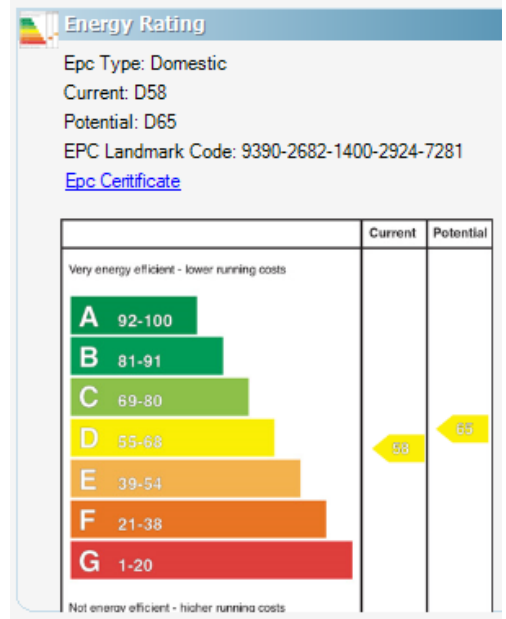 Energy Rating
Epc Type: Domestic
Current: D58
Potential: D65
EPC Landmark Code: 9390-2682-1400-2924-7281
Epc Ceritificate
Current Potential
Very energy efficient - lower running costs
A 92-100
B 81-91
C 69-80
D 55-68
65
58
E 39-54
F 21-38
G 1-20
Not energy efficient - higher running costs